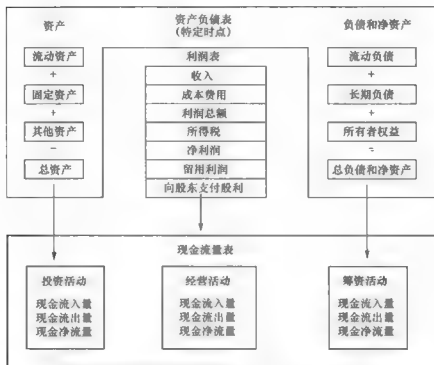 资产
资产负债表
(特定时点)
负债和净资产
流动资产
+
固定资产
+
其他资产
−
总资产
利润表
收入
成本费用
利润总额
所得税
净利润
留用利润
向股东支付股利
流动负债
+
长期负债
+
所有者权益
=
总负债和净资产
现金流量表
投资活动
现金流入量
现金流出量
现金净流量
经营活动
现金流入量
现金流出量
现金净流量
筹资活动
现金流入量
现金流出量
现金净流量